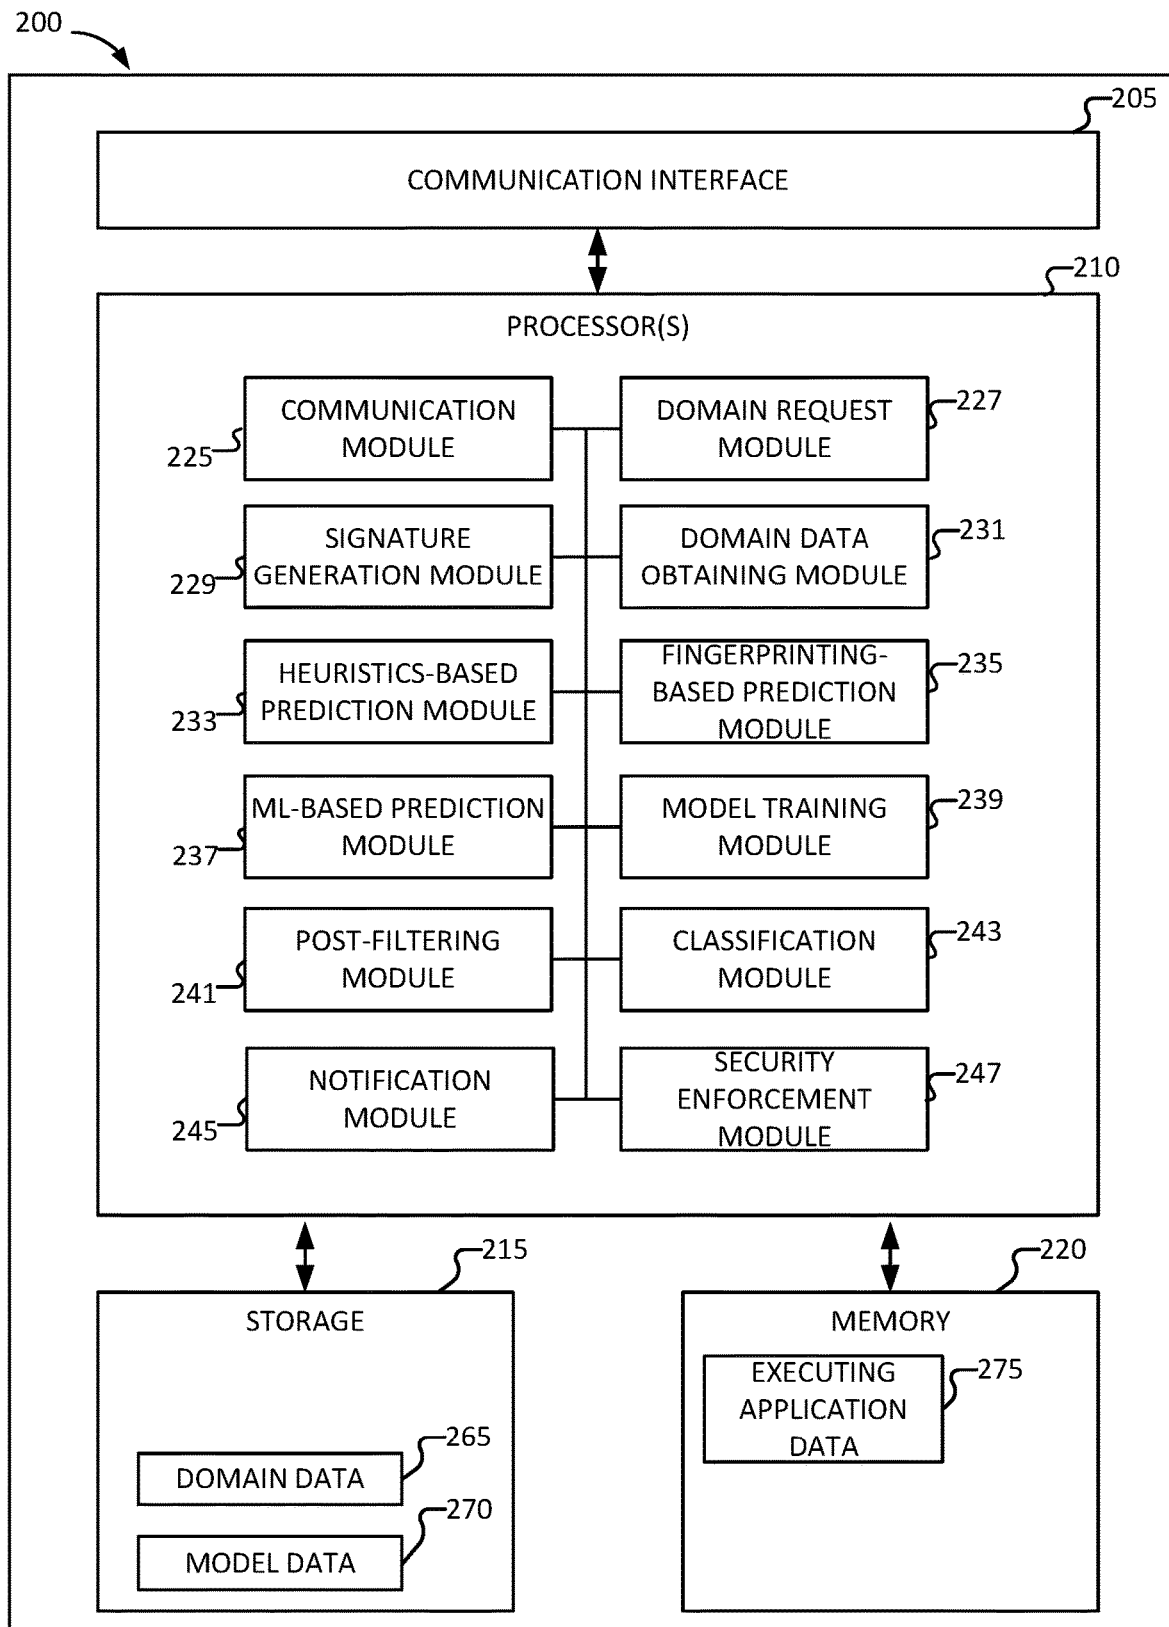 200
205
COMMUNICATION INTERFACE
210
PROCESSOR(S)
COMMUNICATION
MODULE
225
DOMAIN REQUEST
MODULE
227
SIGNATURE
GENERATION MODULE
229
DOMAIN DATA
OBTAINING MODULE
231
HEURISTICS-BASED
PREDICTION MODULE
233
FINGERPRINTING-
BASED PREDICTION
MODULE
235
ML-BASED PREDICTION
MODULE
237
MODEL TRAINING
MODULE
239
POST-FILTERING
MODULE
241
CLASSIFICATION
MODULE
243
NOTIFICATION
MODULE
245
SECURITY
ENFORCEMENT
MODULE
247
215
STORAGE
265
DOMAIN DATA
270
MODEL DATA
220
MEMORY
EXECUTING
APPLICATION
DATA
275